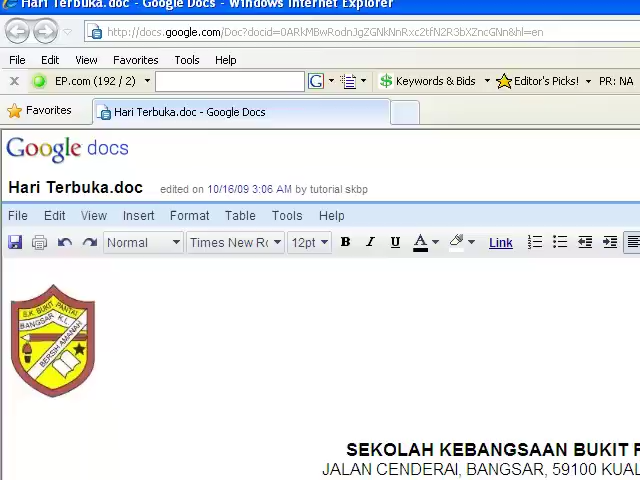 Hari Terbuka.doc - Google Docs - Windows Internet Explorer
http://docs.google.com/Doc?docid=0ARkMBwRodnJgZGNkNnRxc2tfN2R3bXZncGNn&hl=en
File Edit View Favorites Tools Help
EP.com (192 / 2) Keywords & Bids Editor's Picks! PR: NA
Favorites Hari Terbuka.doc - Google Docs
Google docs
Hari Terbuka.doc edited on 10/16/09 3:06 AM by tutorial skbp
File Edit View Insert Format Table Tools Help
Normal Times New Ro 12pt B I U A Link
S.K. BUKIT PANTAI
BANGSAR K.L.
BERSIH AMANAH
SEKOLAH KEBANGSAAN BUKIT
JALAN CENDERAI, BANGSAR, 59100 KUAL